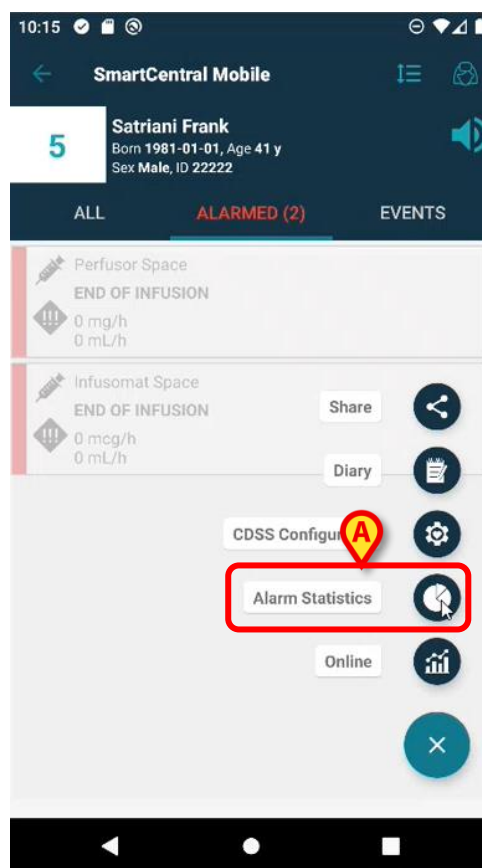 10:15
SmartCentral Mobile
5
Satriani Frank
Born 1981-01-01, Age 41 y
Sex Male, ID 22222
ALL
ALARMED (2)
EVENTS
Perfusor Space
END OF INFUSION
!!!
0 mg/h
0 mL/h
Infusomat Space
END OF INFUSION
!!!
0 mcg/h
0 mL/h
Share
Diary
CDSS Configur
A
Alarm Statistics
Online